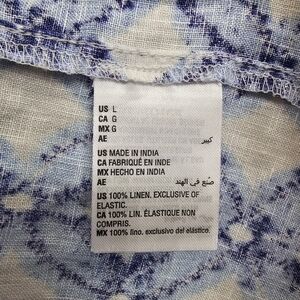 US L
CA G
MX G
AE كبير
US MADE IN INDIA
CA FABRIQUÉ EN INDE
MX HECHO EN INDIA
AE صنع في الهند
US 100% LINEN. EXCLUSIVE OF
ELASTIC.
CA 100% LIN. ÉLASTIQUE NON
COMPRIS.
MX 100% lino. exclusivo del elástico.